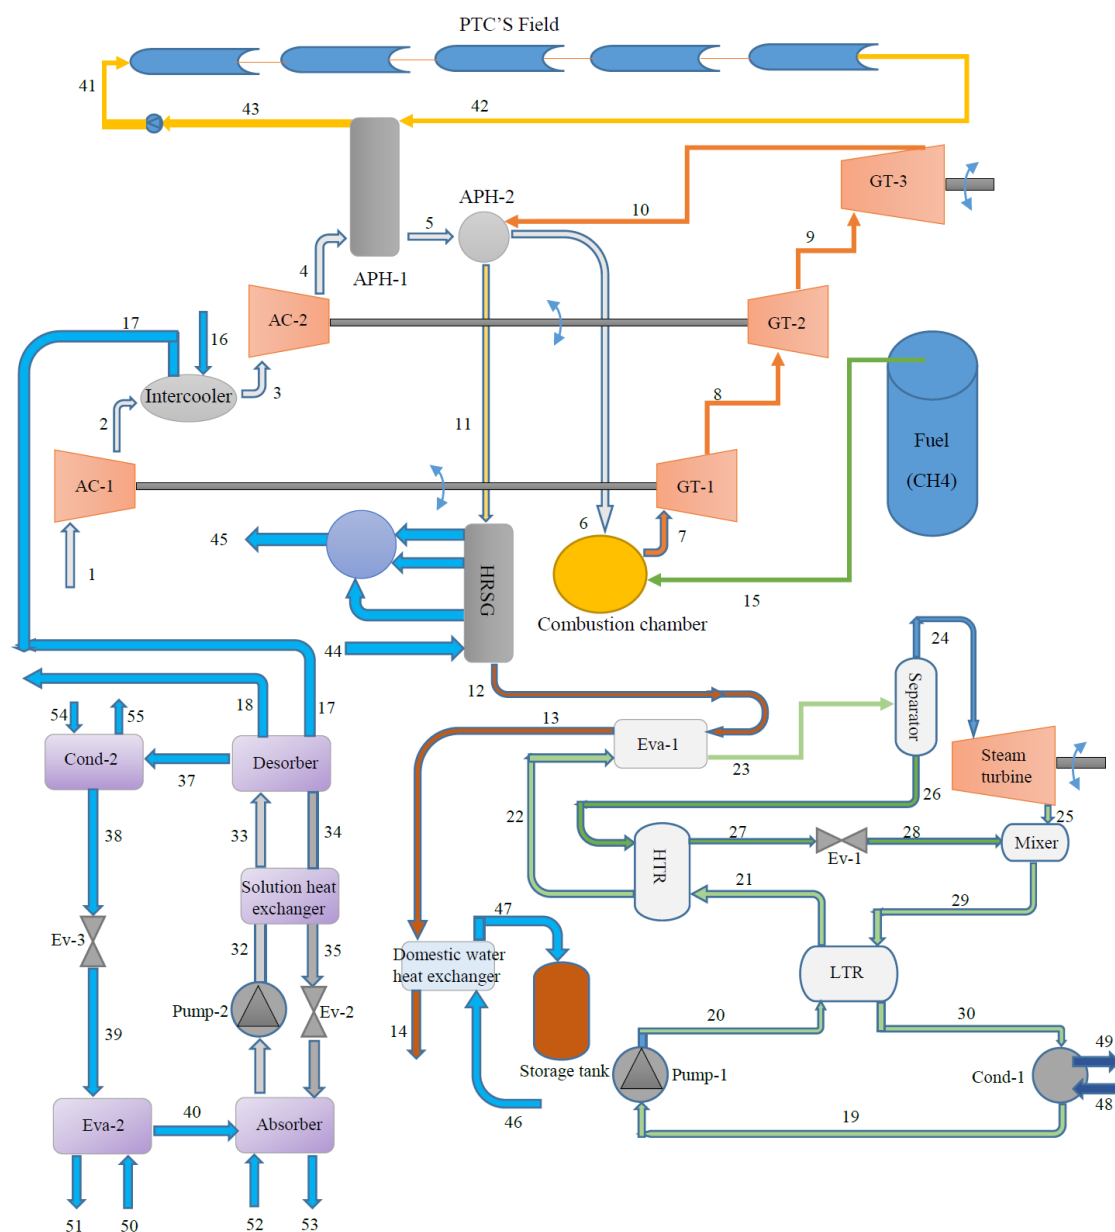 PTC'S Field
41
43
42
GT-3
APH-2
10
5
9
4
APH-1
17
16
AC-2
GT-2
Intercooler
3
2
8
11
Fuel
(CH4)
AC-1
GT-1
6
7
45
HRSG
1
15
Combustion chamber
44
24
12
Separator
18
17
13
54
55
Eva-1
Cond-2
Desorber
Steam
turbine
23
37
26
22
25
33
34
38
27
28
Mixer
HTR
Ev-1
21
Solution heat
exchanger
47
29
Ev-3
32
35
Domestic water
heat exchanger
LTR
Pump-2
Ev-2
39
14
20
30
49
Storage tank
Pump-1
Cond-1
48
40
Eva-2
Absorber
46
19
51
50
52
53